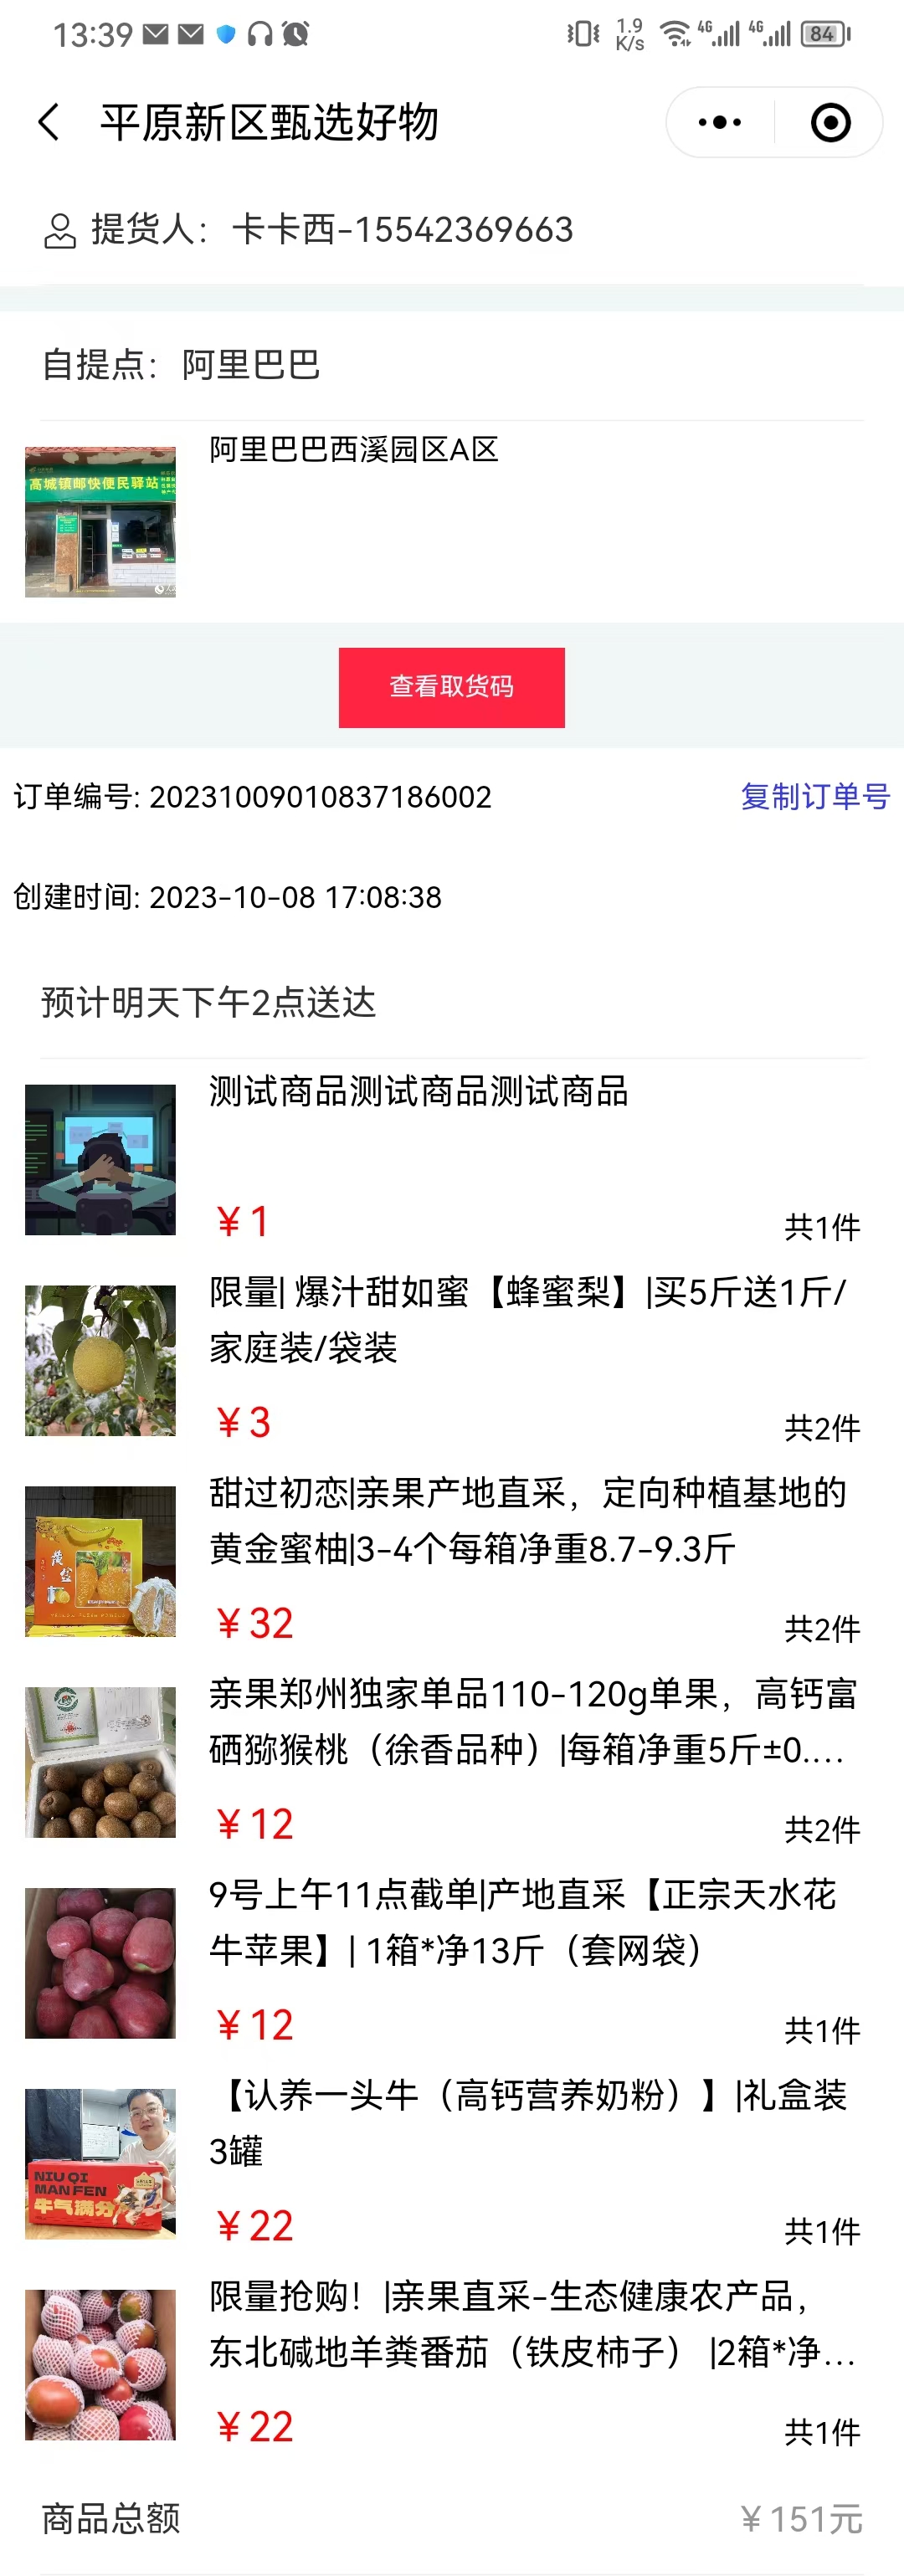 13:39
1.9
K/s
4G
4G
84
平原新区甄选好物
提货人：卡卡西-15542369663
自提点：阿里巴巴
阿里巴巴西溪园区A区
高城镇邮快便民驿站
查看取货码
订单编号: 20231009010837186002
复制订单号
创建时间: 2023-10-08 17:08:38
预计明天下午2点送达
测试商品测试商品测试商品
￥1
共1件
限量| 爆汁甜如蜜【蜂蜜梨】|买5斤送1斤/
家庭装/袋装
￥3
共2件
甜过初恋|亲果产地直采，定向种植基地的
黄金蜜柚|3-4个每箱净重8.7-9.3斤
￥32
共2件
亲果郑州独家单品110-120g单果，高钙富
硒猕猴桃（徐香品种）|每箱净重5斤±0....
￥12
共2件
9号上午11点截单|产地直采【正宗天水花
牛苹果】| 1箱*净13斤（套网袋）
￥12
共1件
【认养一头牛（高钙营养奶粉）】|礼盒装
3罐
NIU QI
MAN FEN
牛气满分
￥22
共1件
限量抢购！|亲果直采-生态健康农产品，
东北碱地羊粪番茄（铁皮柿子） |2箱*净...
￥22
共1件
商品总额
￥151元